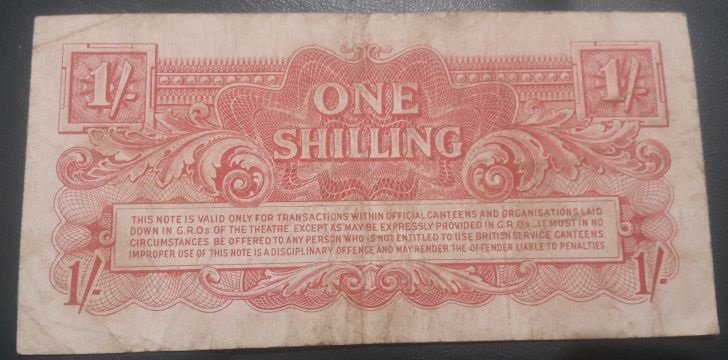 1/- ONE 1/-
SHILLING
THIS NOTE IS VALID ONLY FOR TRANSACTIONS WITHIN OFFICIAL CANTEENS AND ORGANISATIONS LAID
DOWN IN G.R.Os. OF THE THEATRE. EXCEPT AS MAY BE EXPRESSLY PROVIDED IN G.R.Os. IT MUST IN NO
CIRCUMSTANCES BE OFFERED TO ANY PERSON WHO IS NOT ENTITLED TO USE BRITISH SERVICE CANTEENS.
IMPROPER USE OF THIS NOTE IS A DISCIPLINARY OFFENCE AND MAY RENDER THE OFFENDER LIABLE TO PENALTIES
1/- 1/-